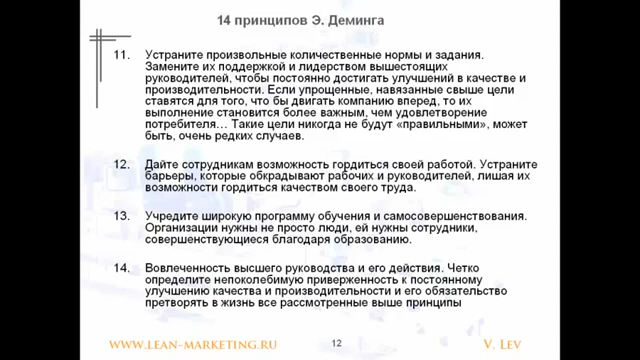 14 принципов Э. Деминга
11. Устраните произвольные количественные нормы и задания.
Замените их поддержкой и лидерством вышестоящих
руководителей, чтобы постоянно достигать улучшений в качестве и
производительности. Если упрощенные, навязанные свыше цели
ставятся для того, что бы двигать компанию вперед, то их
выполнение становится более важным, чем удовлетворение
потребителя… Такие цели никогда не будут «правильными», может
быть, очень редких случаев.
12. Дайте сотрудникам возможность гордиться своей работой. Устраните
барьеры, которые обкрадывают рабочих и руководителей, лишая их
возможности гордиться качеством своего труда.
13. Учредите широкую программу обучения и самосовершенствования.
Организации нужны не просто люди, ей нужны сотрудники,
совершенствующиеся благодаря образованию.
14. Вовлеченность высшего руководства и его действия. Четко
определите непоколебимую приверженность к постоянному
улучшению качества и производительности и его обязательство
претворять в жизнь все рассмотренные выше принципы
WWW.LEAN-MARKETING.RU 12 V. LEV